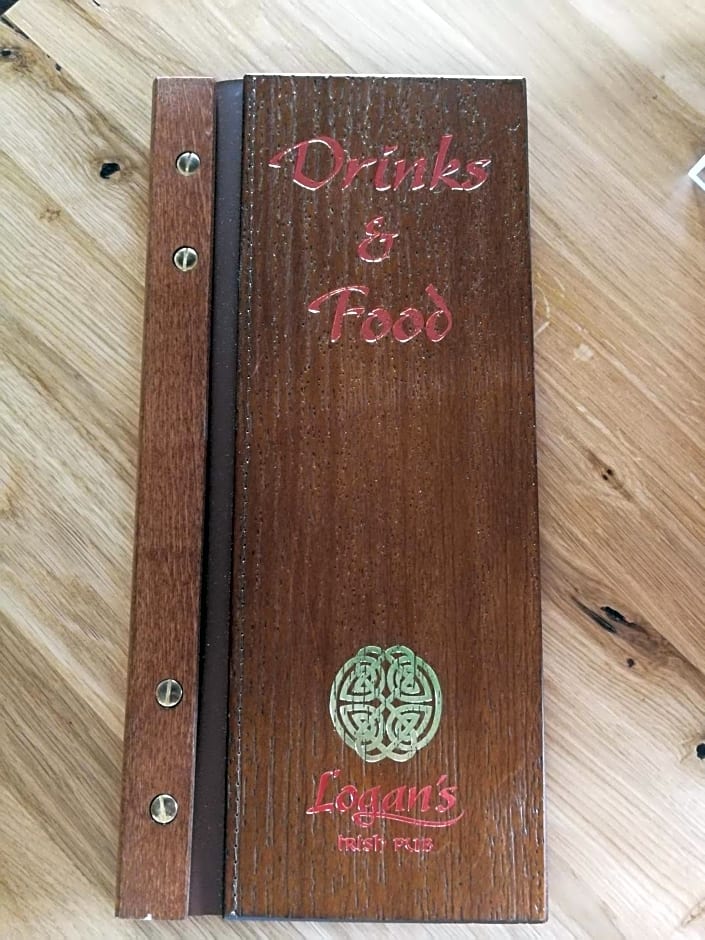 Drinks
&
Food
Logan's
IRISH PUB